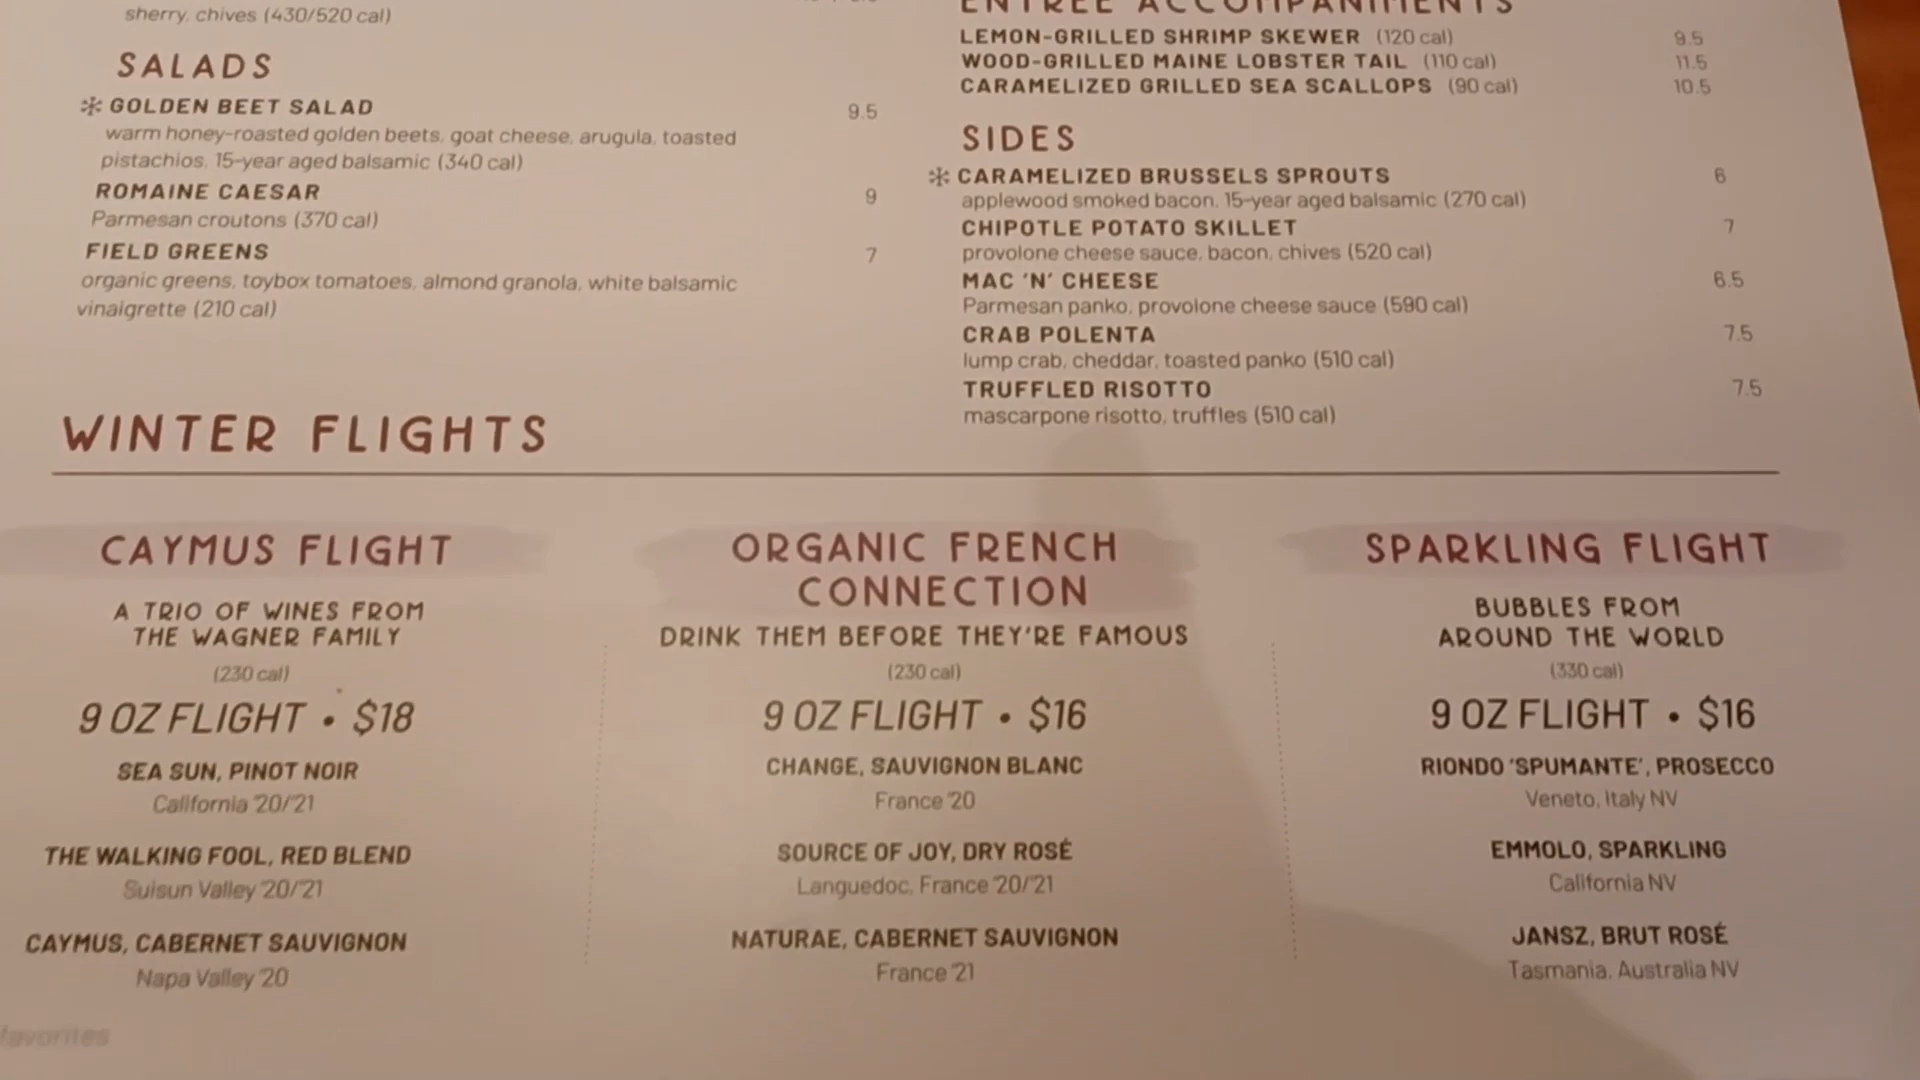 sherry, chives (430/520 cal)
SALADS
GOLDEN BEET SALAD 9.5
warm honey-roasted golden beets, goat cheese, arugula, toasted
pistachios, 15-year aged balsamic (340 cal)
ROMAINE CAESAR 9
Parmesan croutons (370 cal)
FIELD GREENS 7
organic greens, toybox tomatoes, almond granola, white balsamic
vinaigrette (210 cal)
ENTRÉE ACCOMPANIMENTS
LEMON-GRILLED SHRIMP SKEWER (120 cal) 9.5
WOOD-GRILLED MAINE LOBSTER TAIL (110 cal) 11.5
CARAMELIZED GRILLED SEA SCALLOPS (90 cal) 10.5
SIDES
CARAMELIZED BRUSSELS SPROUTS 6
applewood smoked bacon, 15-year aged balsamic (270 cal)
CHIPOTLE POTATO SKILLET 7
provolone cheese sauce, bacon, chives (520 cal)
MAC 'N' CHEESE 6.5
Parmesan panko, provolone cheese sauce (590 cal)
CRAB POLENTA 7.5
lump crab, cheddar, toasted panko (510 cal)
TRUFFLED RISOTTO 7.5
mascarpone risotto, truffles (510 cal)
WINTER FLIGHTS
CAYMUS FLIGHT
A TRIO OF WINES FROM
THE WAGNER FAMILY
(230 cal)
9 OZ FLIGHT • $18
SEA SUN, PINOT NOIR
California '20/'21
THE WALKING FOOL, RED BLEND
Suisun Valley '20/'21
CAYMUS, CABERNET SAUVIGNON
Napa Valley '20
ORGANIC FRENCH
CONNECTION
DRINK THEM BEFORE THEY'RE FAMOUS
(230 cal)
9 OZ FLIGHT • $16
CHANGE, SAUVIGNON BLANC
France '20
SOURCE OF JOY, DRY ROSÉ
Languedoc, France '20/'21
NATURAE, CABERNET SAUVIGNON
France '21
SPARKLING FLIGHT
BUBBLES FROM
AROUND THE WORLD
(330 cal)
9 OZ FLIGHT • $16
RIONDO 'SPUMANTE', PROSECCO
Veneto, Italy NV
EMMOLO, SPARKLING
California NV
JANSZ, BRUT ROSÉ
Tasmania, Australia NV
favorites